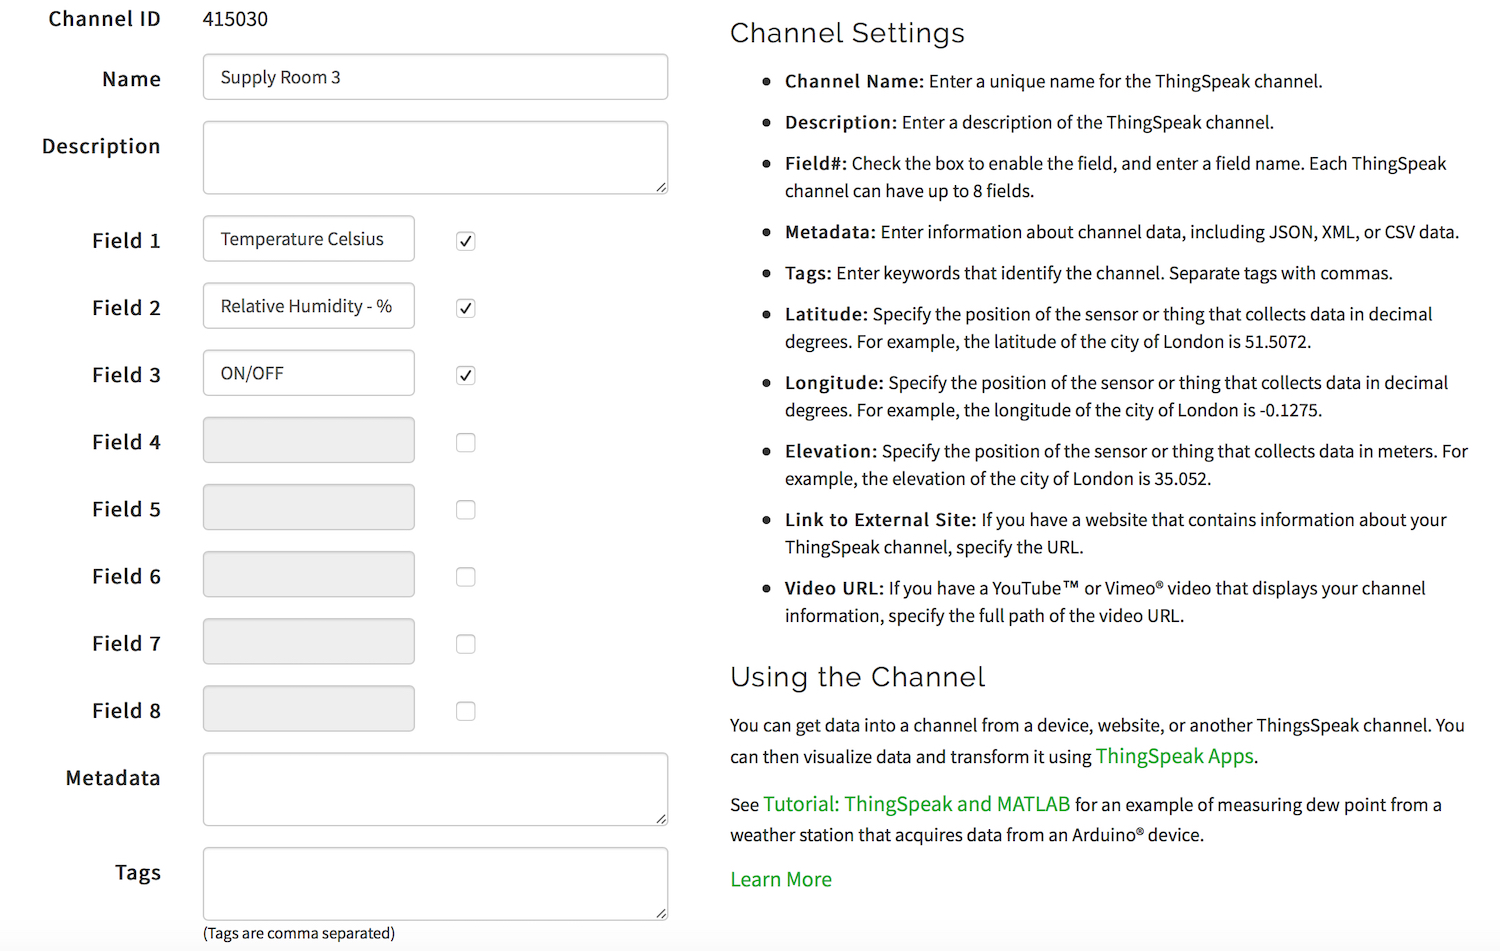 Channel ID 415030
Name Supply Room 3
Description
Field 1 Temperature Celsius
Field 2 Relative Humidity - %
Field 3 ON/OFF
Field 4
Field 5
Field 6
Field 7
Field 8
Metadata
Tags
(Tags are comma separated)
Channel Settings
• Channel Name: Enter a unique name for the ThingSpeak channel.
• Description: Enter a description of the ThingSpeak channel.
• Field#: Check the box to enable the field, and enter a field name. Each ThingSpeak
channel can have up to 8 fields.
• Metadata: Enter information about channel data, including JSON, XML, or CSV data.
• Tags: Enter keywords that identify the channel. Separate tags with commas.
• Latitude: Specify the position of the sensor or thing that collects data in decimal
degrees. For example, the latitude of the city of London is 51.5072.
• Longitude: Specify the position of the sensor or thing that collects data in decimal
degrees. For example, the longitude of the city of London is -0.1275.
• Elevation: Specify the position of the sensor or thing that collects data in meters. For
example, the elevation of the city of London is 35.052.
• Link to External Site: If you have a website that contains information about your
ThingSpeak channel, specify the URL.
• Video URL: If you have a YouTube™ or Vimeo® video that displays your channel
information, specify the full path of the video URL.
Using the Channel
You can get data into a channel from a device, website, or another ThingsSpeak channel. You
can then visualize data and transform it using ThingSpeak Apps.
See Tutorial: ThingSpeak and MATLAB for an example of measuring dew point from a
weather station that acquires data from an Arduino® device.
Learn More